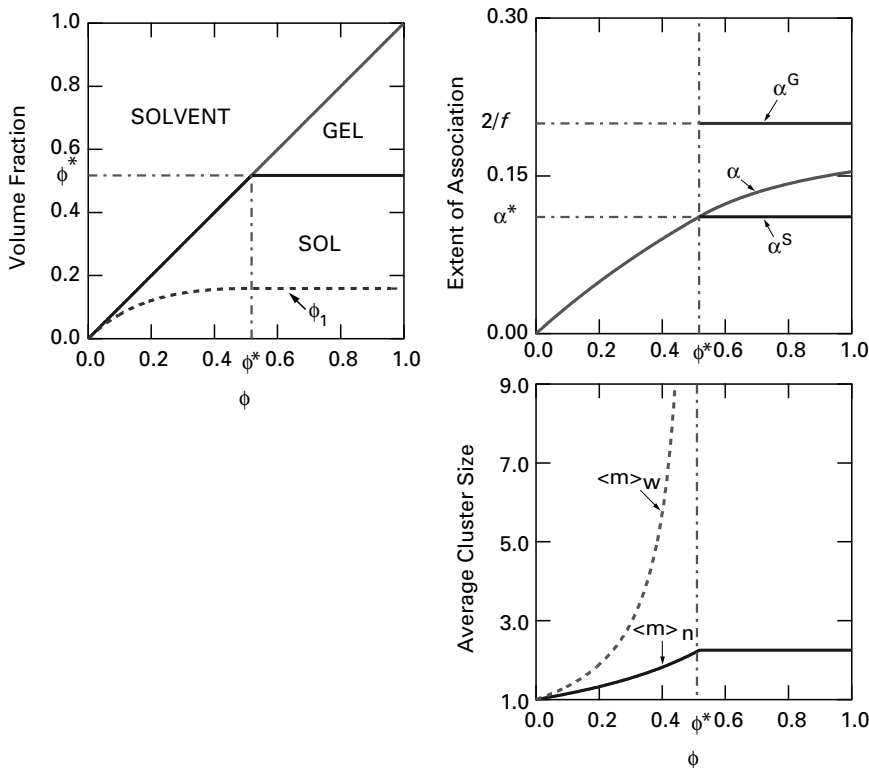 Volume Fraction
1.0
0.8
0.6
ϕ*
0.4
0.2
0.0
SOLVENT
GEL
SOL
ϕ1
0.0 0.2 0.4 ϕ* 0.6 0.8 1.0
ϕ
Extent of Association
0.30
2/f
0.15
α*
0.00
αG
α
αS
0.0 0.2 0.4 ϕ* 0.6 0.8 1.0
Average Cluster Size
9.0
7.0
5.0
3.0
1.0
<m>w
<m>n
0.0 0.2 0.4 ϕ* 0.6 0.8 1.0
ϕ